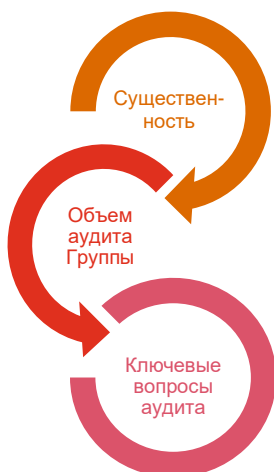 Существен-
ность
Объем
аудита
Группы
Ключевые
вопросы
аудита